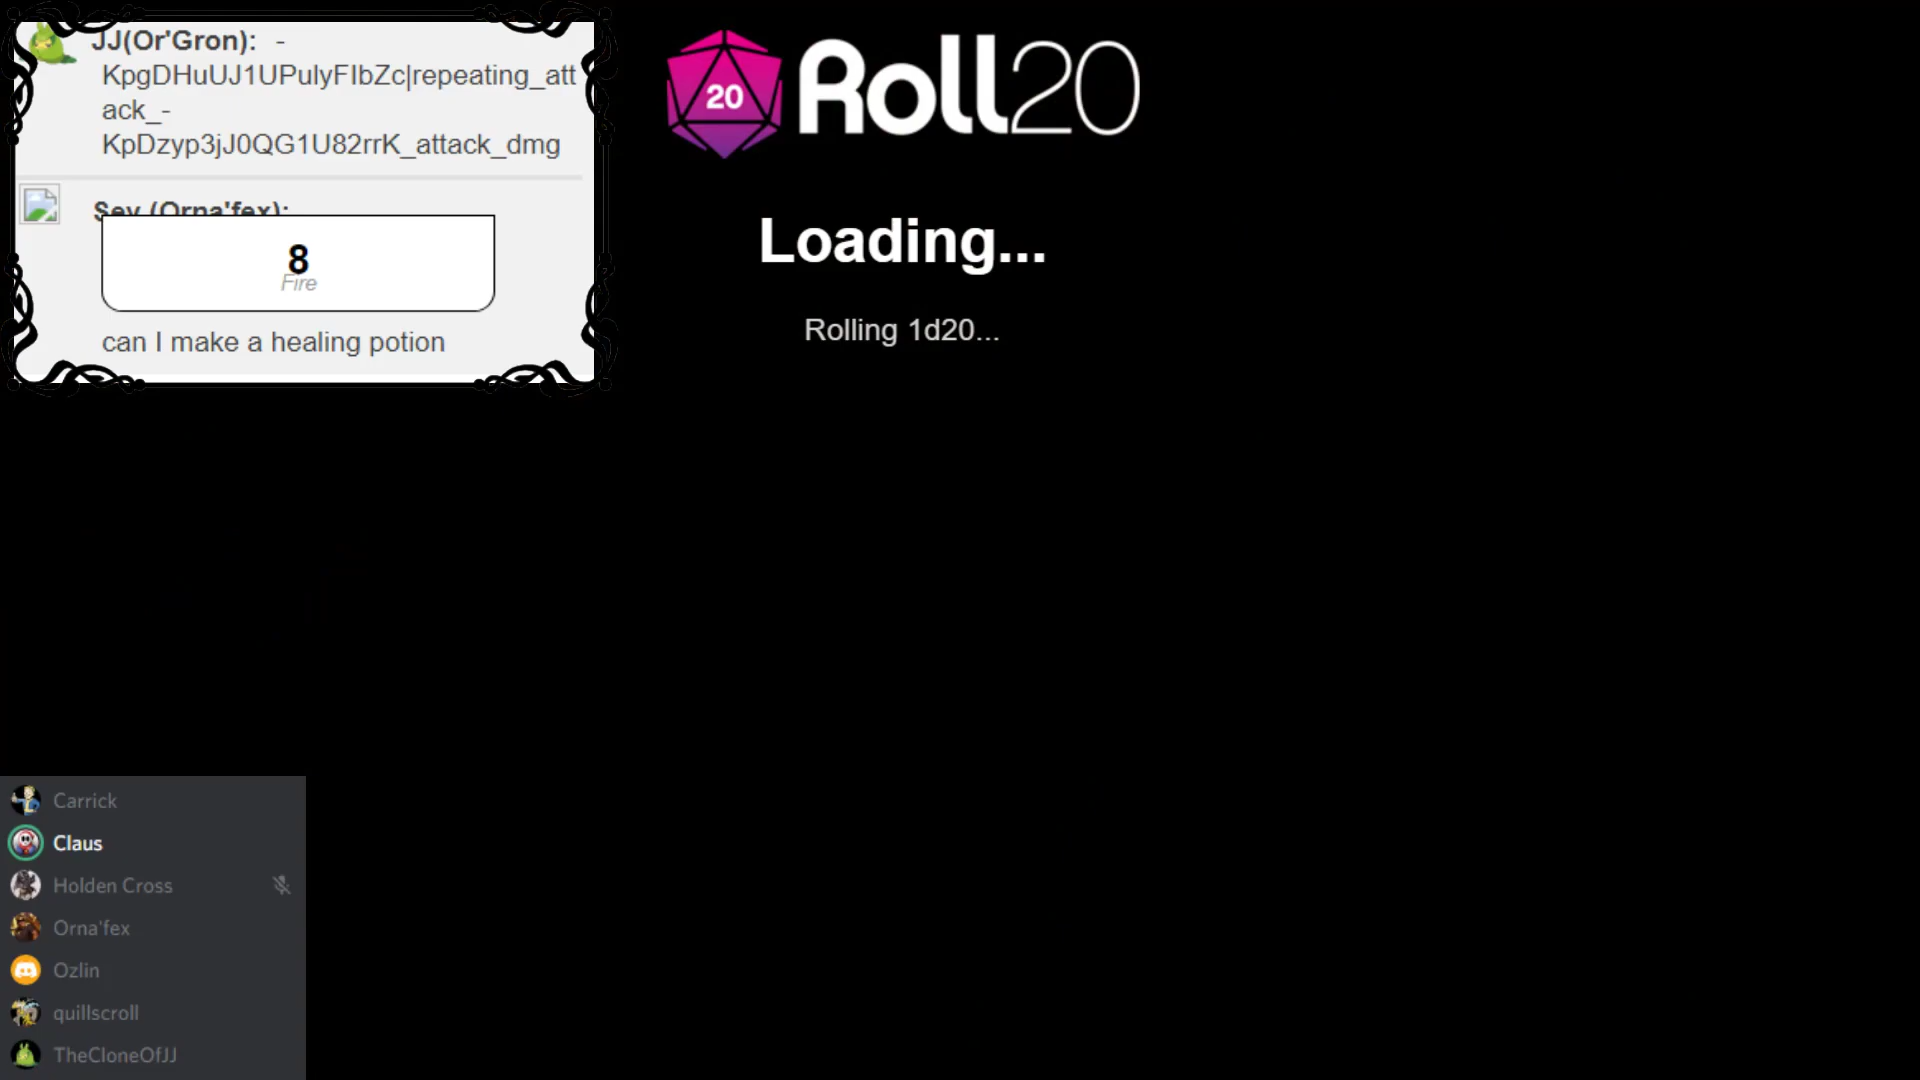 JJ(Or'Gron): -
KpgDHuUJ1UPulyFIbZc|repeating_att
ack_-
KpDzyp3jJ0QG1U82rrK_attack_dmg
Sev (Orna'fex):
8
Fire
can I make a healing potion
20 Roll20
Loading...
Rolling 1d20...
Carrick
Claus
Holden Cross
Orna'fex
Ozlin
quillscroll
TheCloneOfJJ